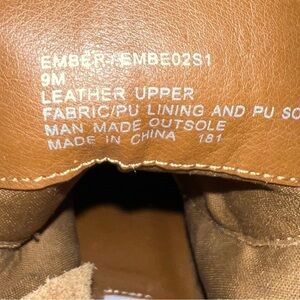 EMBER / EMBE02S1
9M
LEATHER UPPER
FABRIC/PU LINING AND PU SO
MAN MADE OUTSOLE
MADE IN CHINA 181